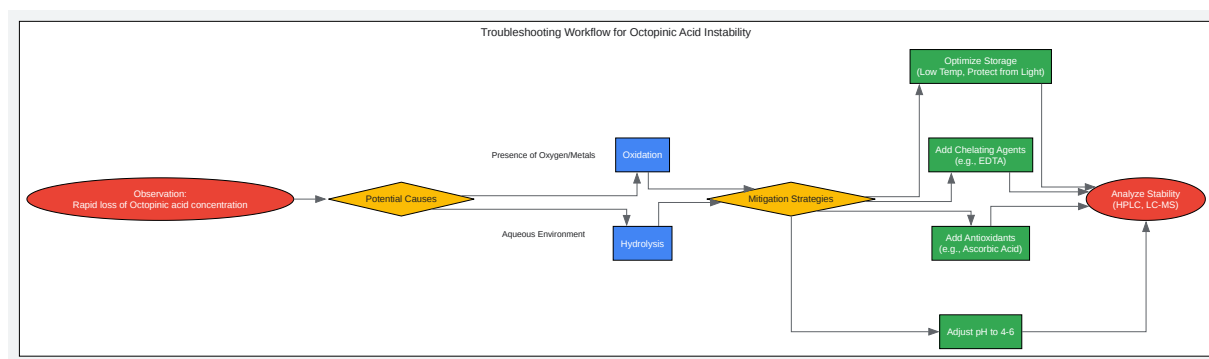 Troubleshooting Workflow for Octopinic Acid Instability
Observation:
Rapid loss of Octopinic acid concentration
Potential Causes
Presence of Oxygen/Metals
Oxidation
Aqueous Environment
Hydrolysis
Mitigation Strategies
Optimize Storage
(Low Temp, Protect from Light)
Add Chelating Agents
(e.g., EDTA)
Add Antioxidants
(e.g., Ascorbic Acid)
Adjust pH to 4-6
Analyze Stability
(HPLC, LC-MS)